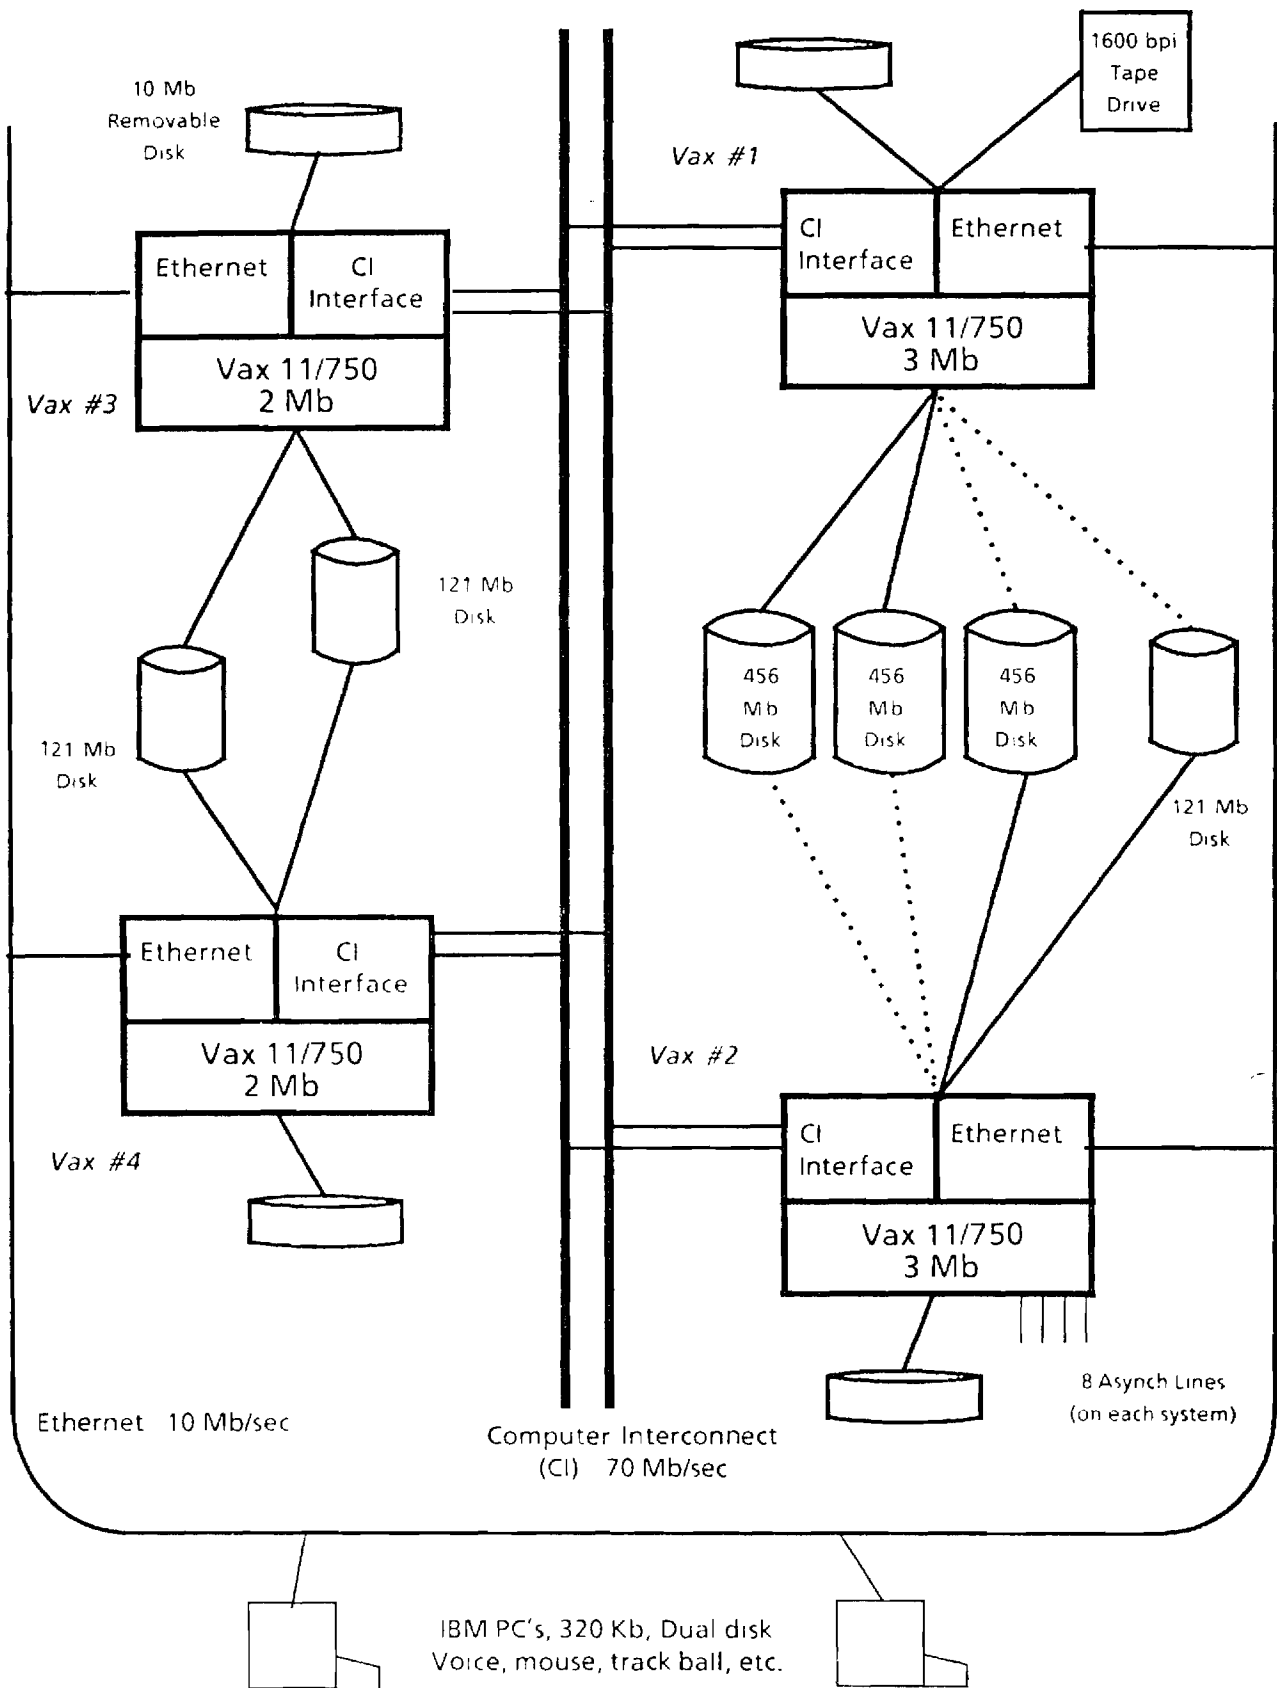 1600 bpi
Tape
Drive
10 Mb
Removable
Disk
Vax #1
CI
Interface
Ethernet
Vax 11/750
3 Mb
Ethernet
CI
Interface
Vax 11/750
2 Mb
Vax #3
121 Mb
Disk
121 Mb
Disk
456
Mb
Disk
456
Mb
Disk
456
Mb
Disk
121 Mb
Disk
Ethernet
CI
Interface
Vax 11/750
2 Mb
Vax #4
Vax #2
CI
Interface
Ethernet
Vax 11/750
3 Mb
8 Asynch Lines
(on each system)
Ethernet 10 Mb/sec
Computer Interconnect
(CI) 70 Mb/sec
IBM PC's, 320 Kb, Dual disk
Voice, mouse, track ball, etc.